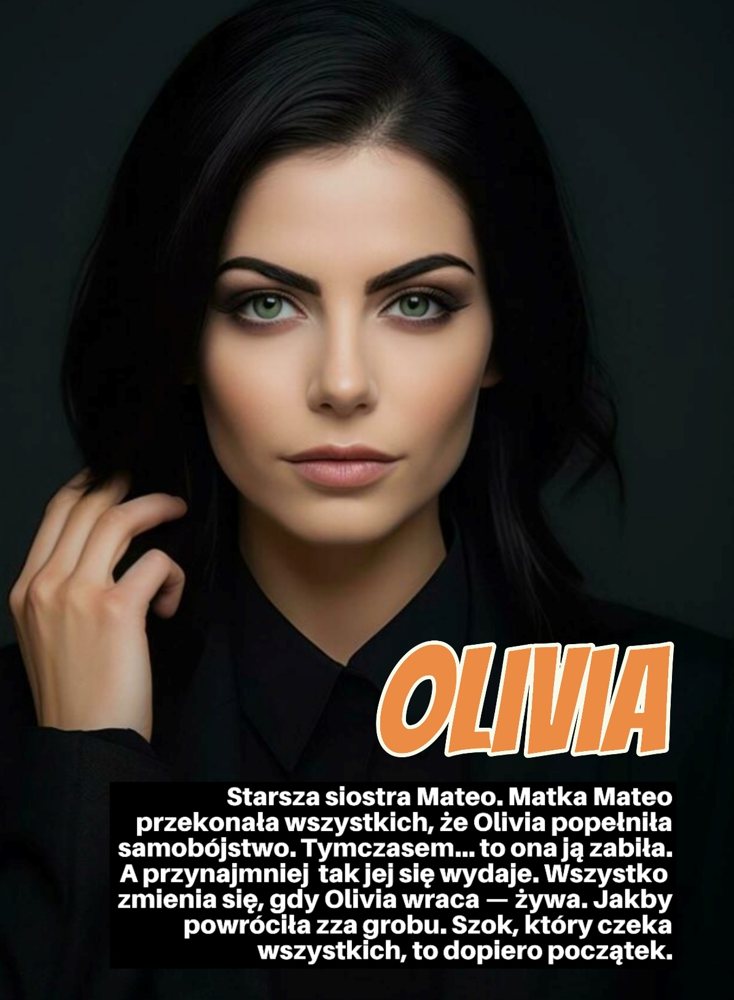 OLIVIA
Starsza siostra Mateo. Matka Mateo
przekonała wszystkich, że Olivia popełniła
samobójstwo. Tymczasem... to ona ją zabiła.
A przynajmniej tak jej się wydaje. Wszystko
zmienia się, gdy Olivia wraca — żywa. Jakby
powróciła zza grobu. Szok, który czeka
wszystkich, to dopiero początek.